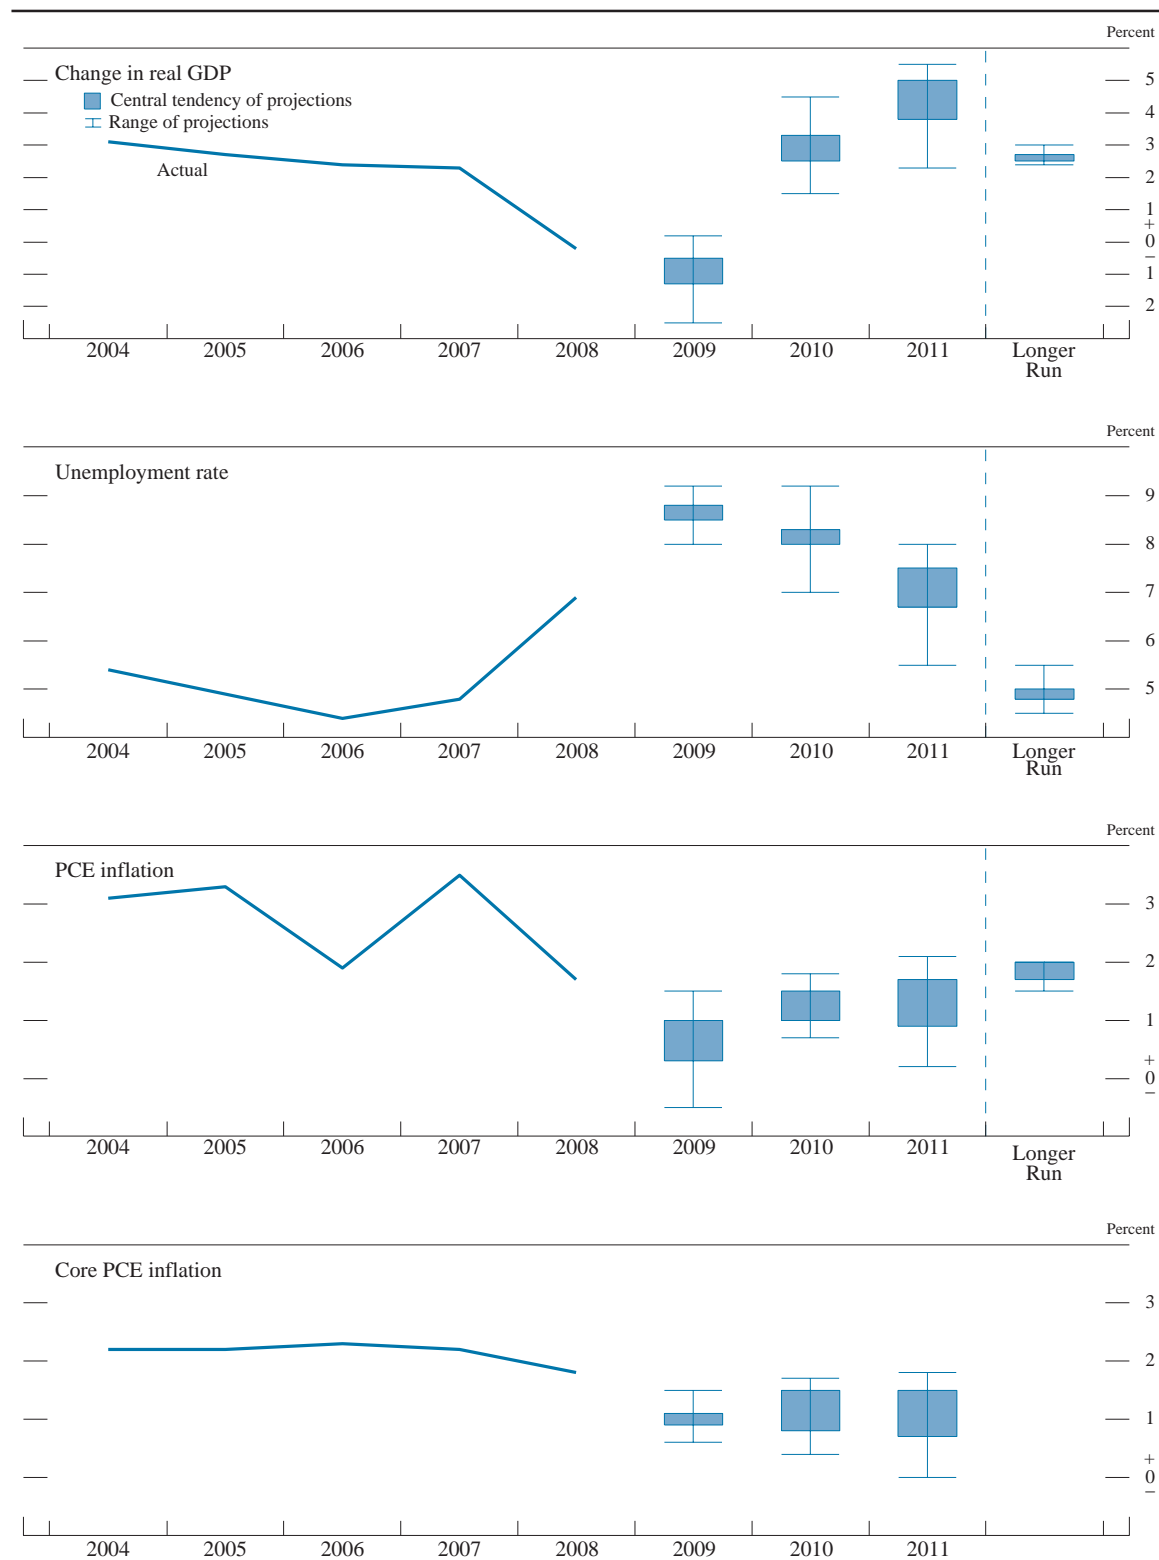 Percent
Change in real GDP
Central tendency of projections
Range of projections
Actual
5
4
3
2
1
+
0
–
1
2
2004 2005 2006 2007 2008 2009 2010 2011 Longer
Run
Percent
Unemployment rate
9
8
7
6
5
2004 2005 2006 2007 2008 2009 2010 2011 Longer
Run
Percent
PCE inflation
3
2
1
+
0
–
2004 2005 2006 2007 2008 2009 2010 2011 Longer
Run
Percent
Core PCE inflation
3
2
1
+
0
–
2004 2005 2006 2007 2008 2009 2010 2011